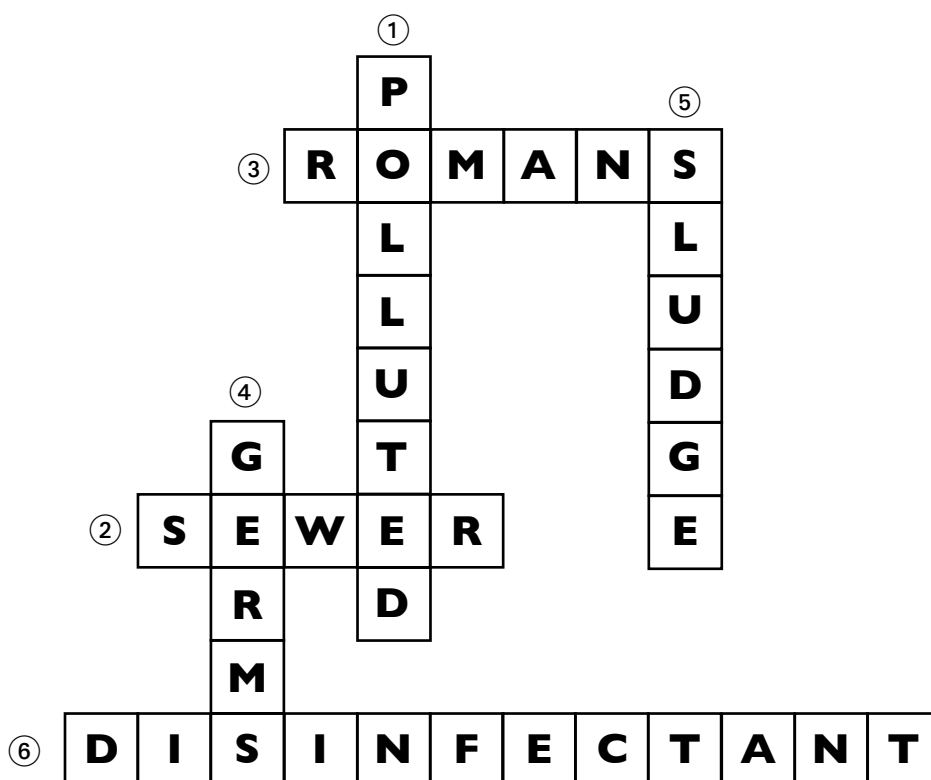 ①
P
⑤
③ ROMANS
L L
L U
④ U D
G T G
② SEWER E
R D
M
⑥ DISINFECTANT